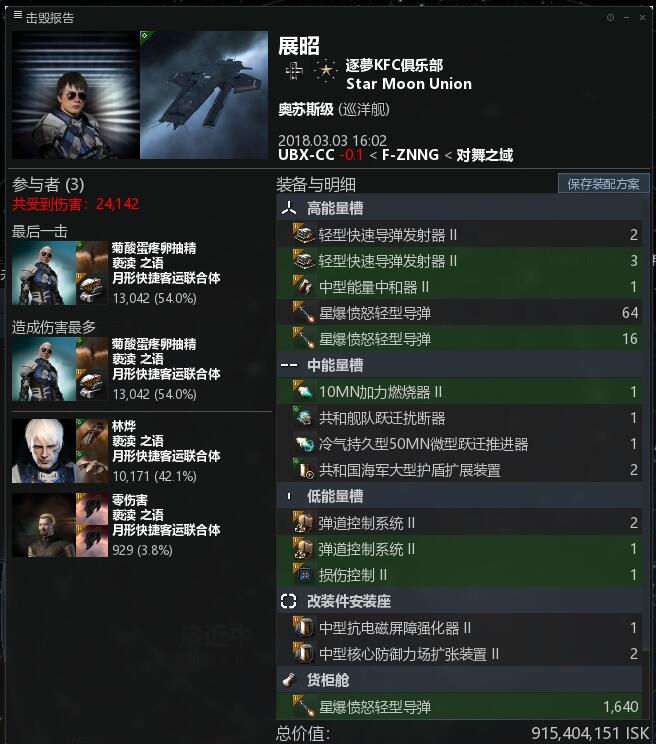 击毁报告
展昭
逐夢KFC俱乐部
Star Moon Union
奥苏斯级 (巡洋舰)
2018.03.03 16:02
UBX-CC -0.1 < F-ZNNG < 对舞之域
参与者 (3)
共受到伤害: 24,142
最后一击
菊酸蛋疼卵抽精
亵渎 之语
月形快捷客运联合体
13,042 (54.0%)
造成伤害最多
菊酸蛋疼卵抽精
亵渎 之语
月形快捷客运联合体
13,042 (54.0%)
林烨
亵渎 之语
月形快捷客运联合体
10,171 (42.1%)
零伤害
亵渎 之语
月形快捷客运联合体
929 (3.8%)
装备与明细
保存装配方案
高能量槽
轻型快速导弹发射器 II 2
轻型快速导弹发射器 II 3
中型能量中和器 II 1
星爆愤怒轻型导弹 64
星爆愤怒轻型导弹 16
中能量槽
10MN加力燃烧器 II 1
共和舰队跃迁扰断器 1
冷气持久型50MN微型跃迁推进器 1
共和国海军大型护盾扩展装置 2
低能量槽
弹道控制系统 II 2
弹道控制系统 II 1
损伤控制 II 1
改装件安装座
中型抗电磁屏障强化器 II 1
中型核心防御力场扩张装置 II 2
货柜舱
星爆愤怒轻型导弹 1,640
总价值: 915,404,151 ISK